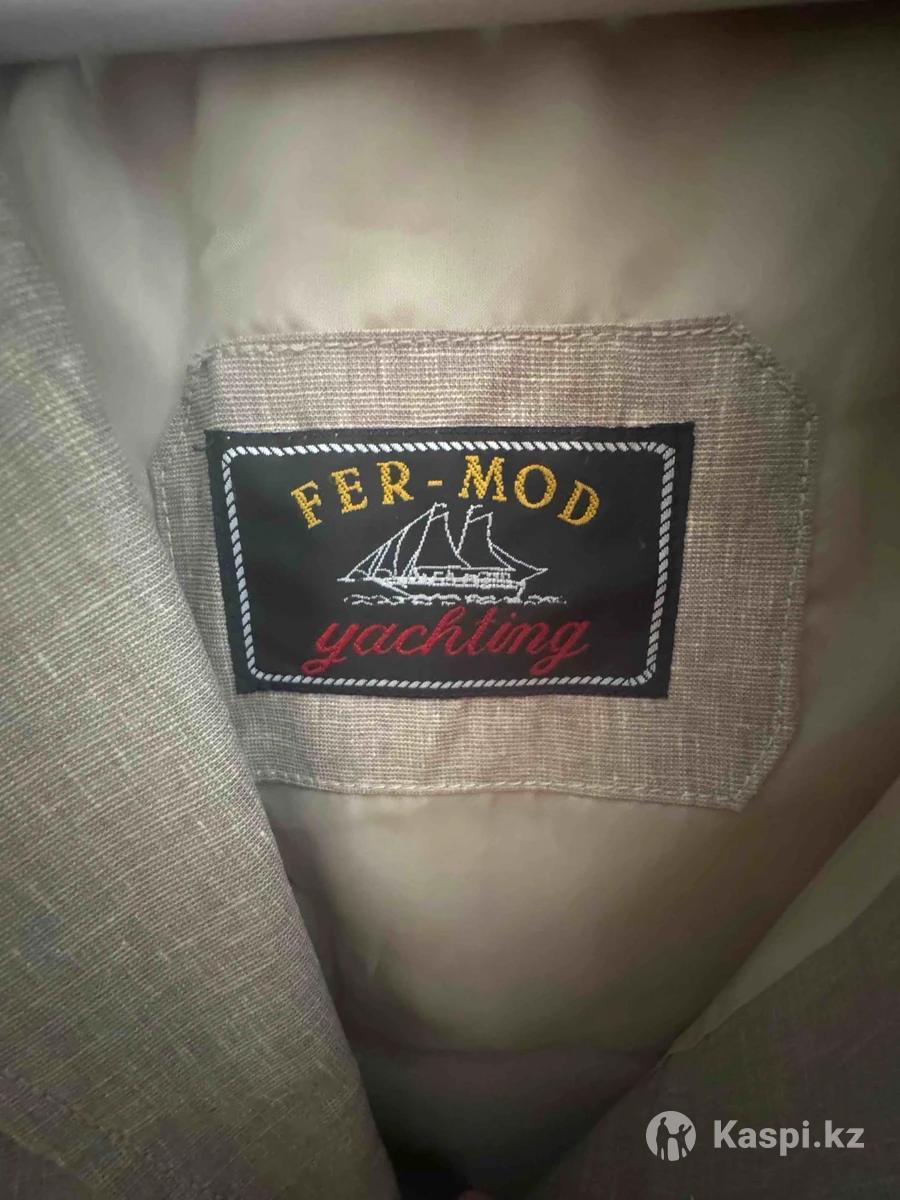 FER-MOD
yachting
Kaspi.kz